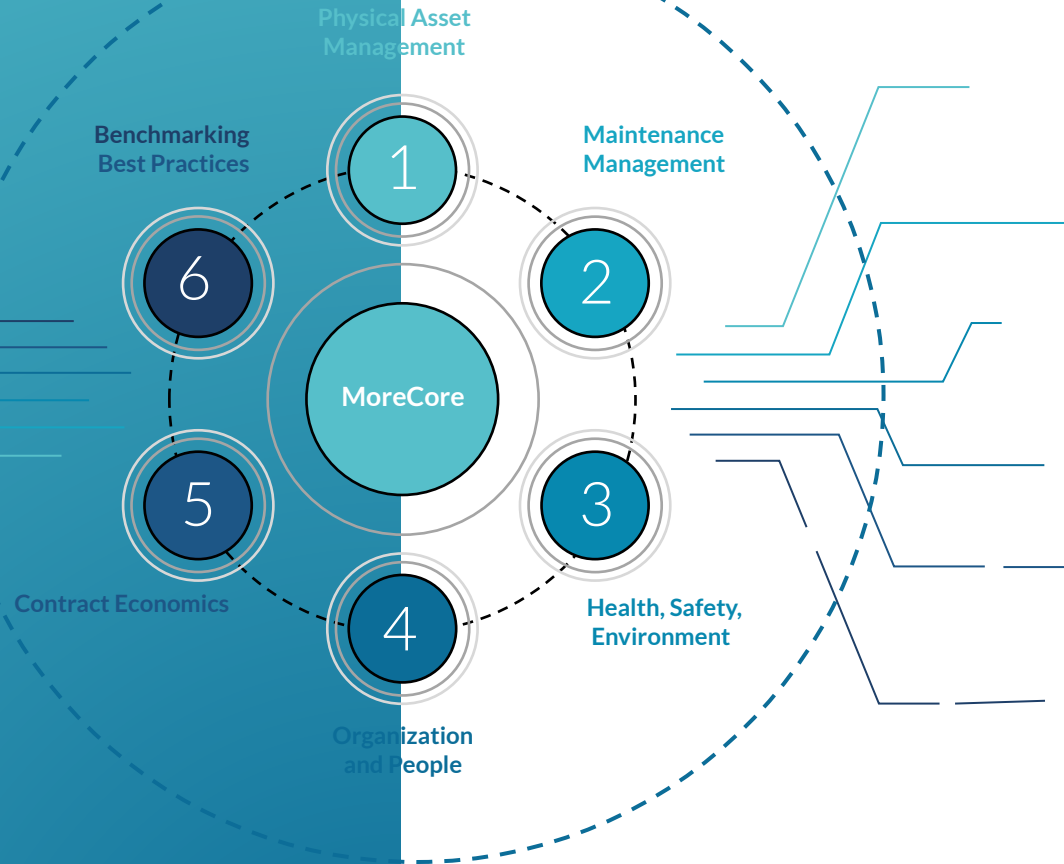 Physical Asset
Management
Benchmarking
Best Practices
Maintenance
Management
1
6
2
MoreCore
5
3
4
Contract Economics
Health, Safety,
Environment
Organization
and People